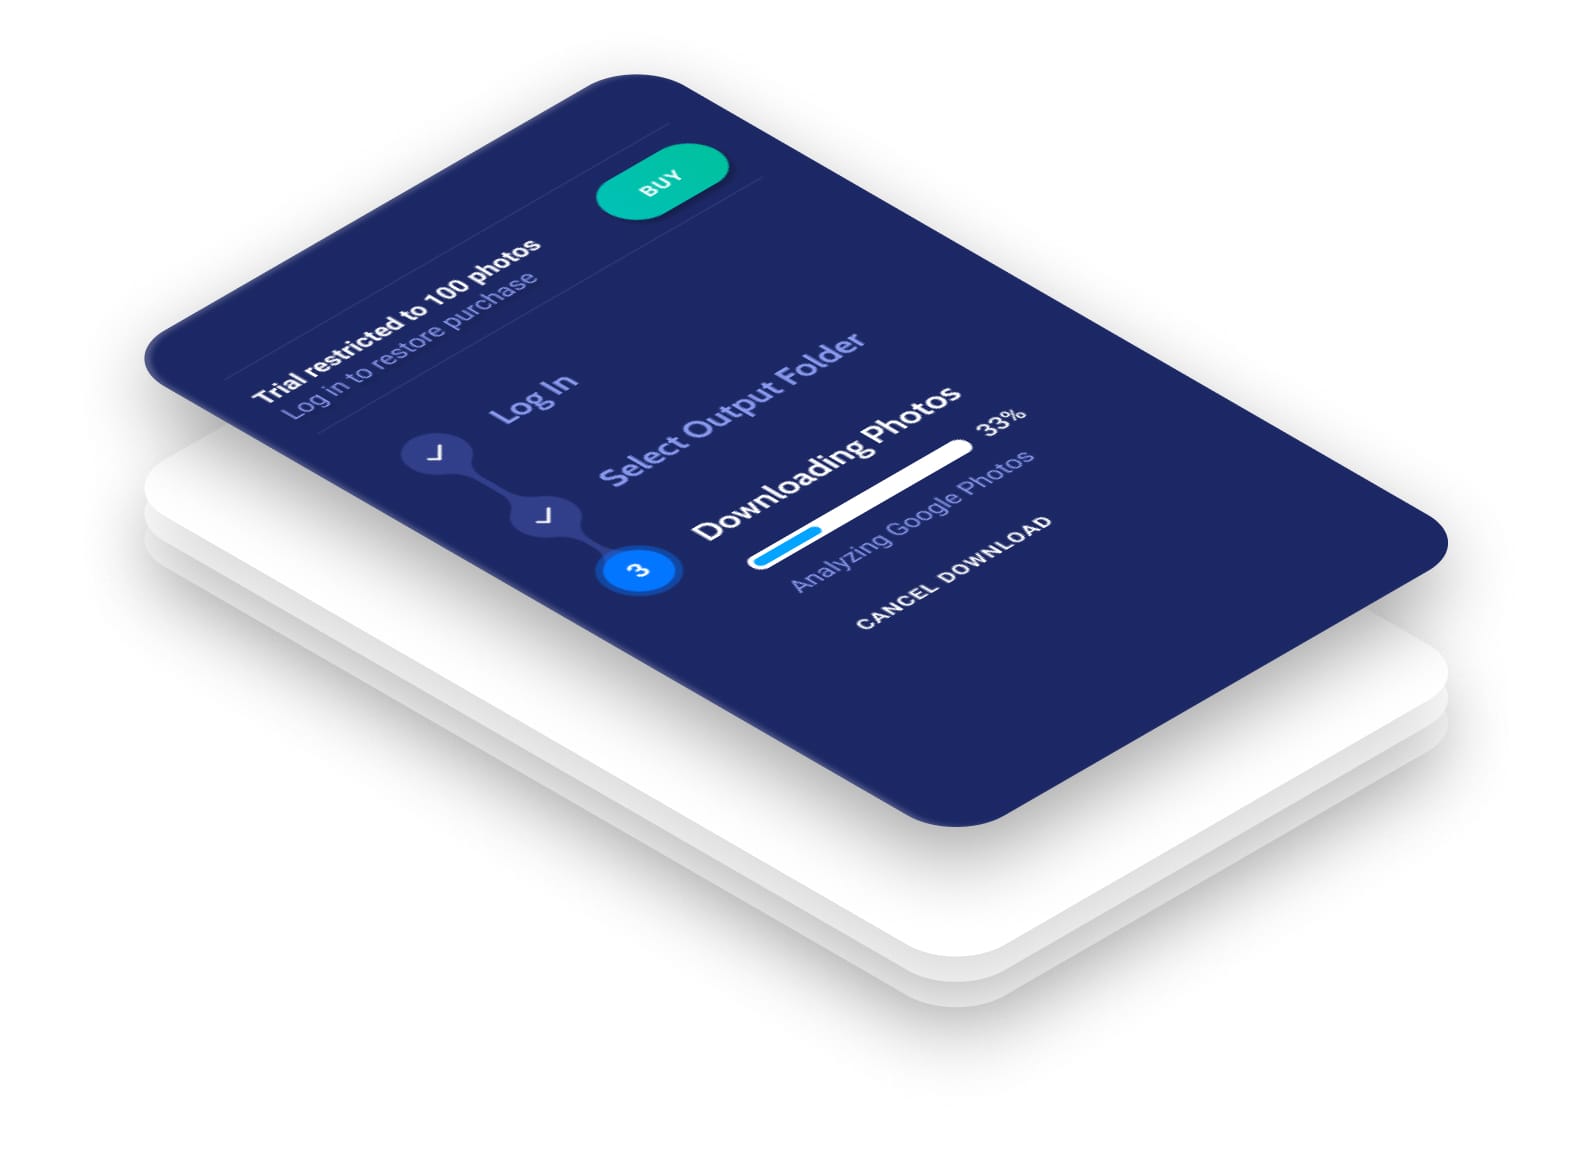 Trial restricted to 100 photos
Log in to restore purchase
BUY
Log In
Select Output Folder
3
Downloading Photos
33%
Analyzing Google Photos
CANCEL DOWNLOAD